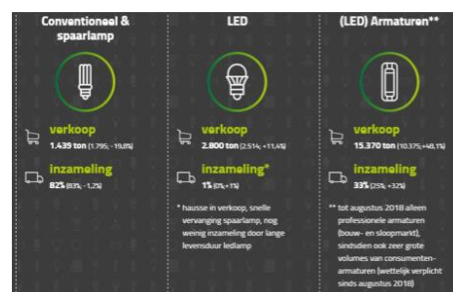 Conventioneel &
spaarlamp
verkoop
1.439 ton (1.795; -19,8%)
inzameling
82% (83%; -1,2%)
LED
verkoop
2.800 ton (2.514; +11,4%)
inzameling*
1% (0%;+1%)
* hausse in verkoop, snelle
vervanging spaarlamp, nog
weinig inzameling door lange
levensduur ledlamp
(LED) Armaturen**
verkoop
15.370 ton (10.375;+48,1%)
inzameling
33% (25%; +32%)
** tot augustus 2018 alleen
professionele armaturen
(bouw- en sloopmarkt),
sindsdien ook zeer grote
volumes van consumenten-
armaturen (wettelijk verplicht
sinds augustus 2018)